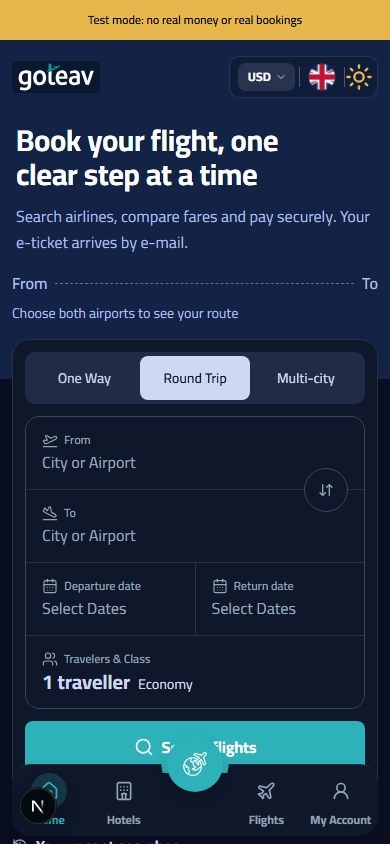 Test mode: no real money or real bookings
goleav
USD
Book your flight, one
clear step at a time
Search airlines, compare fares and pay securely. Your
e-ticket arrives by e-mail.
From
To
Choose both airports to see your route
One Way
Round Trip
Multi-city
From
City or Airport
To
City or Airport
Departure date
Return date
Select Dates
Select Dates
Travelers & Class
1 traveller Economy
flights
N
Hotels
Flights
My Account